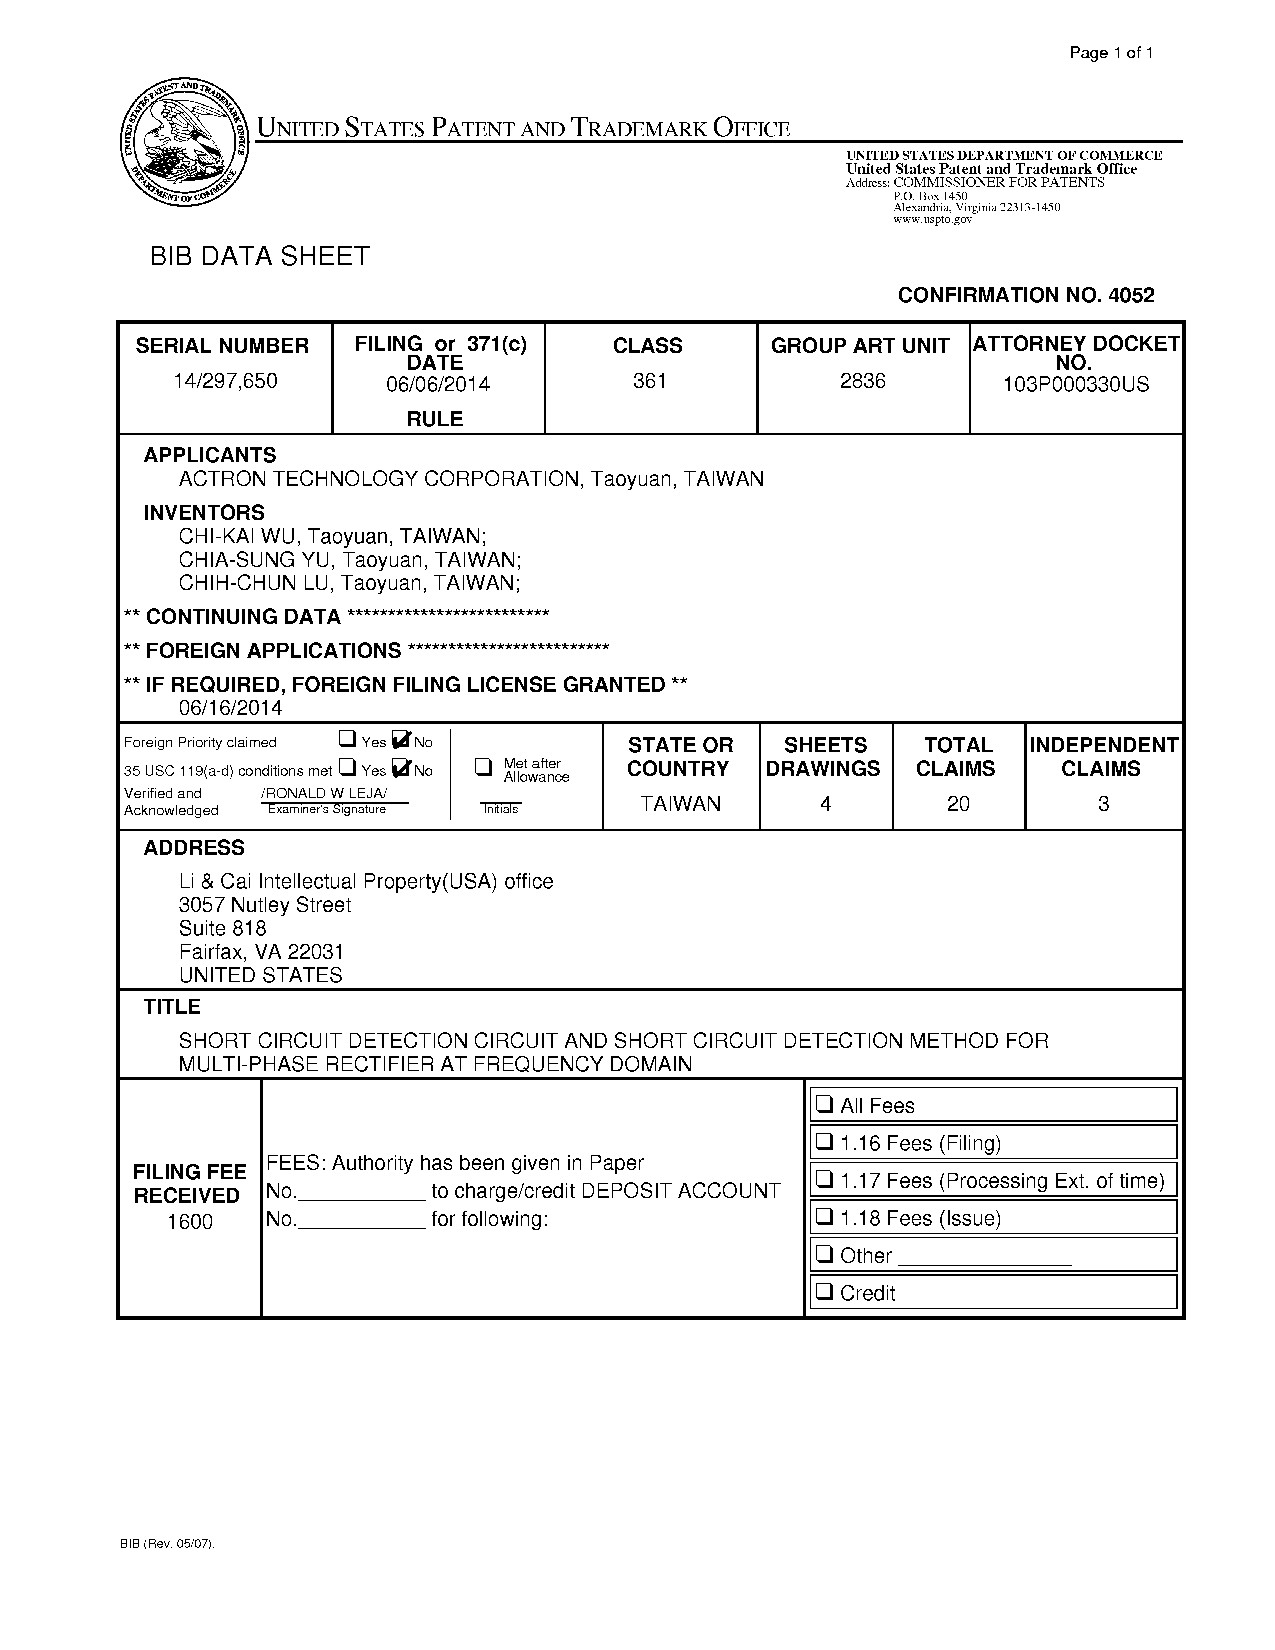 Page 1 of 1
UNITED STATES PATENT AND TRADEMARK OFFICE
DEPARTMENT OF COMMERCE
UNITED STATES PATENT AND TRADEMARK OFFICE
UNITED STATES DEPARTMENT OF COMMERCE
United States Patent and Trademark Office
Address: COMMISSIONER FOR PATENTS
P.O. Box 1450
Alexandria, Virginia 22313-1450
www.uspto.gov
BIB DATA SHEET
CONFIRMATION NO. 4052
SERIAL NUMBER
14/297,650
FILING or 371(c)
DATE
06/06/2014
RULE
CLASS
361
GROUP ART UNIT
2836
ATTORNEY DOCKET
NO.
103P000330US
APPLICANTS
ACTRON TECHNOLOGY CORPORATION, Taoyuan, TAIWAN
INVENTORS
CHI-KAI WU, Taoyuan, TAIWAN;
CHIA-SUNG YU, Taoyuan, TAIWAN;
CHIH-CHUN LU, Taoyuan, TAIWAN;
** CONTINUING DATA *************************
** FOREIGN APPLICATIONS *************************
** IF REQUIRED, FOREIGN FILING LICENSE GRANTED **
06/16/2014
Foreign Priority claimed ❑ Yes ☑ No
35 USC 119(a-d) conditions met ❑ Yes ☑ No
❑ Met after
Allowance
Verified and /RONALD W LEJA/
Acknowledged Examiner's Signature Initials
STATE OR
COUNTRY
TAIWAN
SHEETS
DRAWINGS
4
TOTAL
CLAIMS
20
INDEPENDENT
CLAIMS
3
ADDRESS
Li & Cai Intellectual Property(USA) office
3057 Nutley Street
Suite 818
Fairfax, VA 22031
UNITED STATES
TITLE
SHORT CIRCUIT DETECTION CIRCUIT AND SHORT CIRCUIT DETECTION METHOD FOR
MULTI-PHASE RECTIFIER AT FREQUENCY DOMAIN
FILING FEE
RECEIVED
1600
FEES: Authority has been given in Paper
No.___________ to charge/credit DEPOSIT ACCOUNT
No.___________ for following:
❑ All Fees
❑ 1.16 Fees (Filing)
❑ 1.17 Fees (Processing Ext. of time)
❑ 1.18 Fees (Issue)
❑ Other _______________
❑ Credit
BIB (Rev. 05/07).